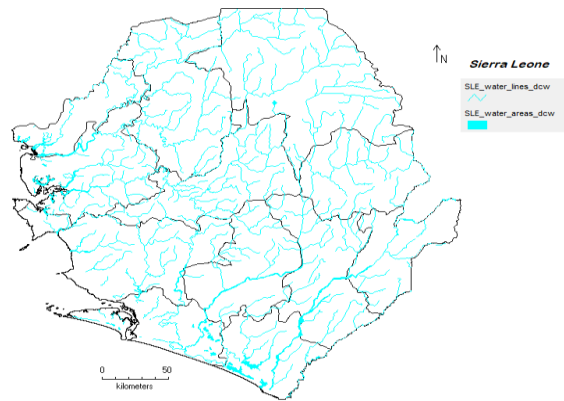 N
Sierra Leone
SLE_water_lines_dcw
SLE_water_areas_dcw
0 50
kilometers